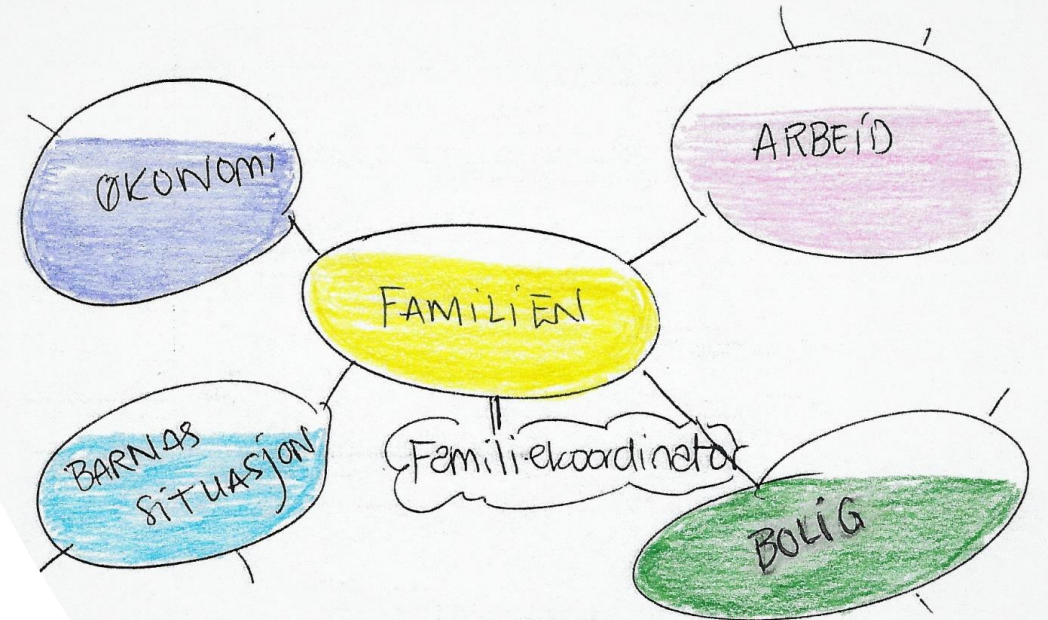 ØKONOMi
ARBEiD
FAMiLiEN
BARNAS
SiTUASJON
Familiekoordinator
BOLiG